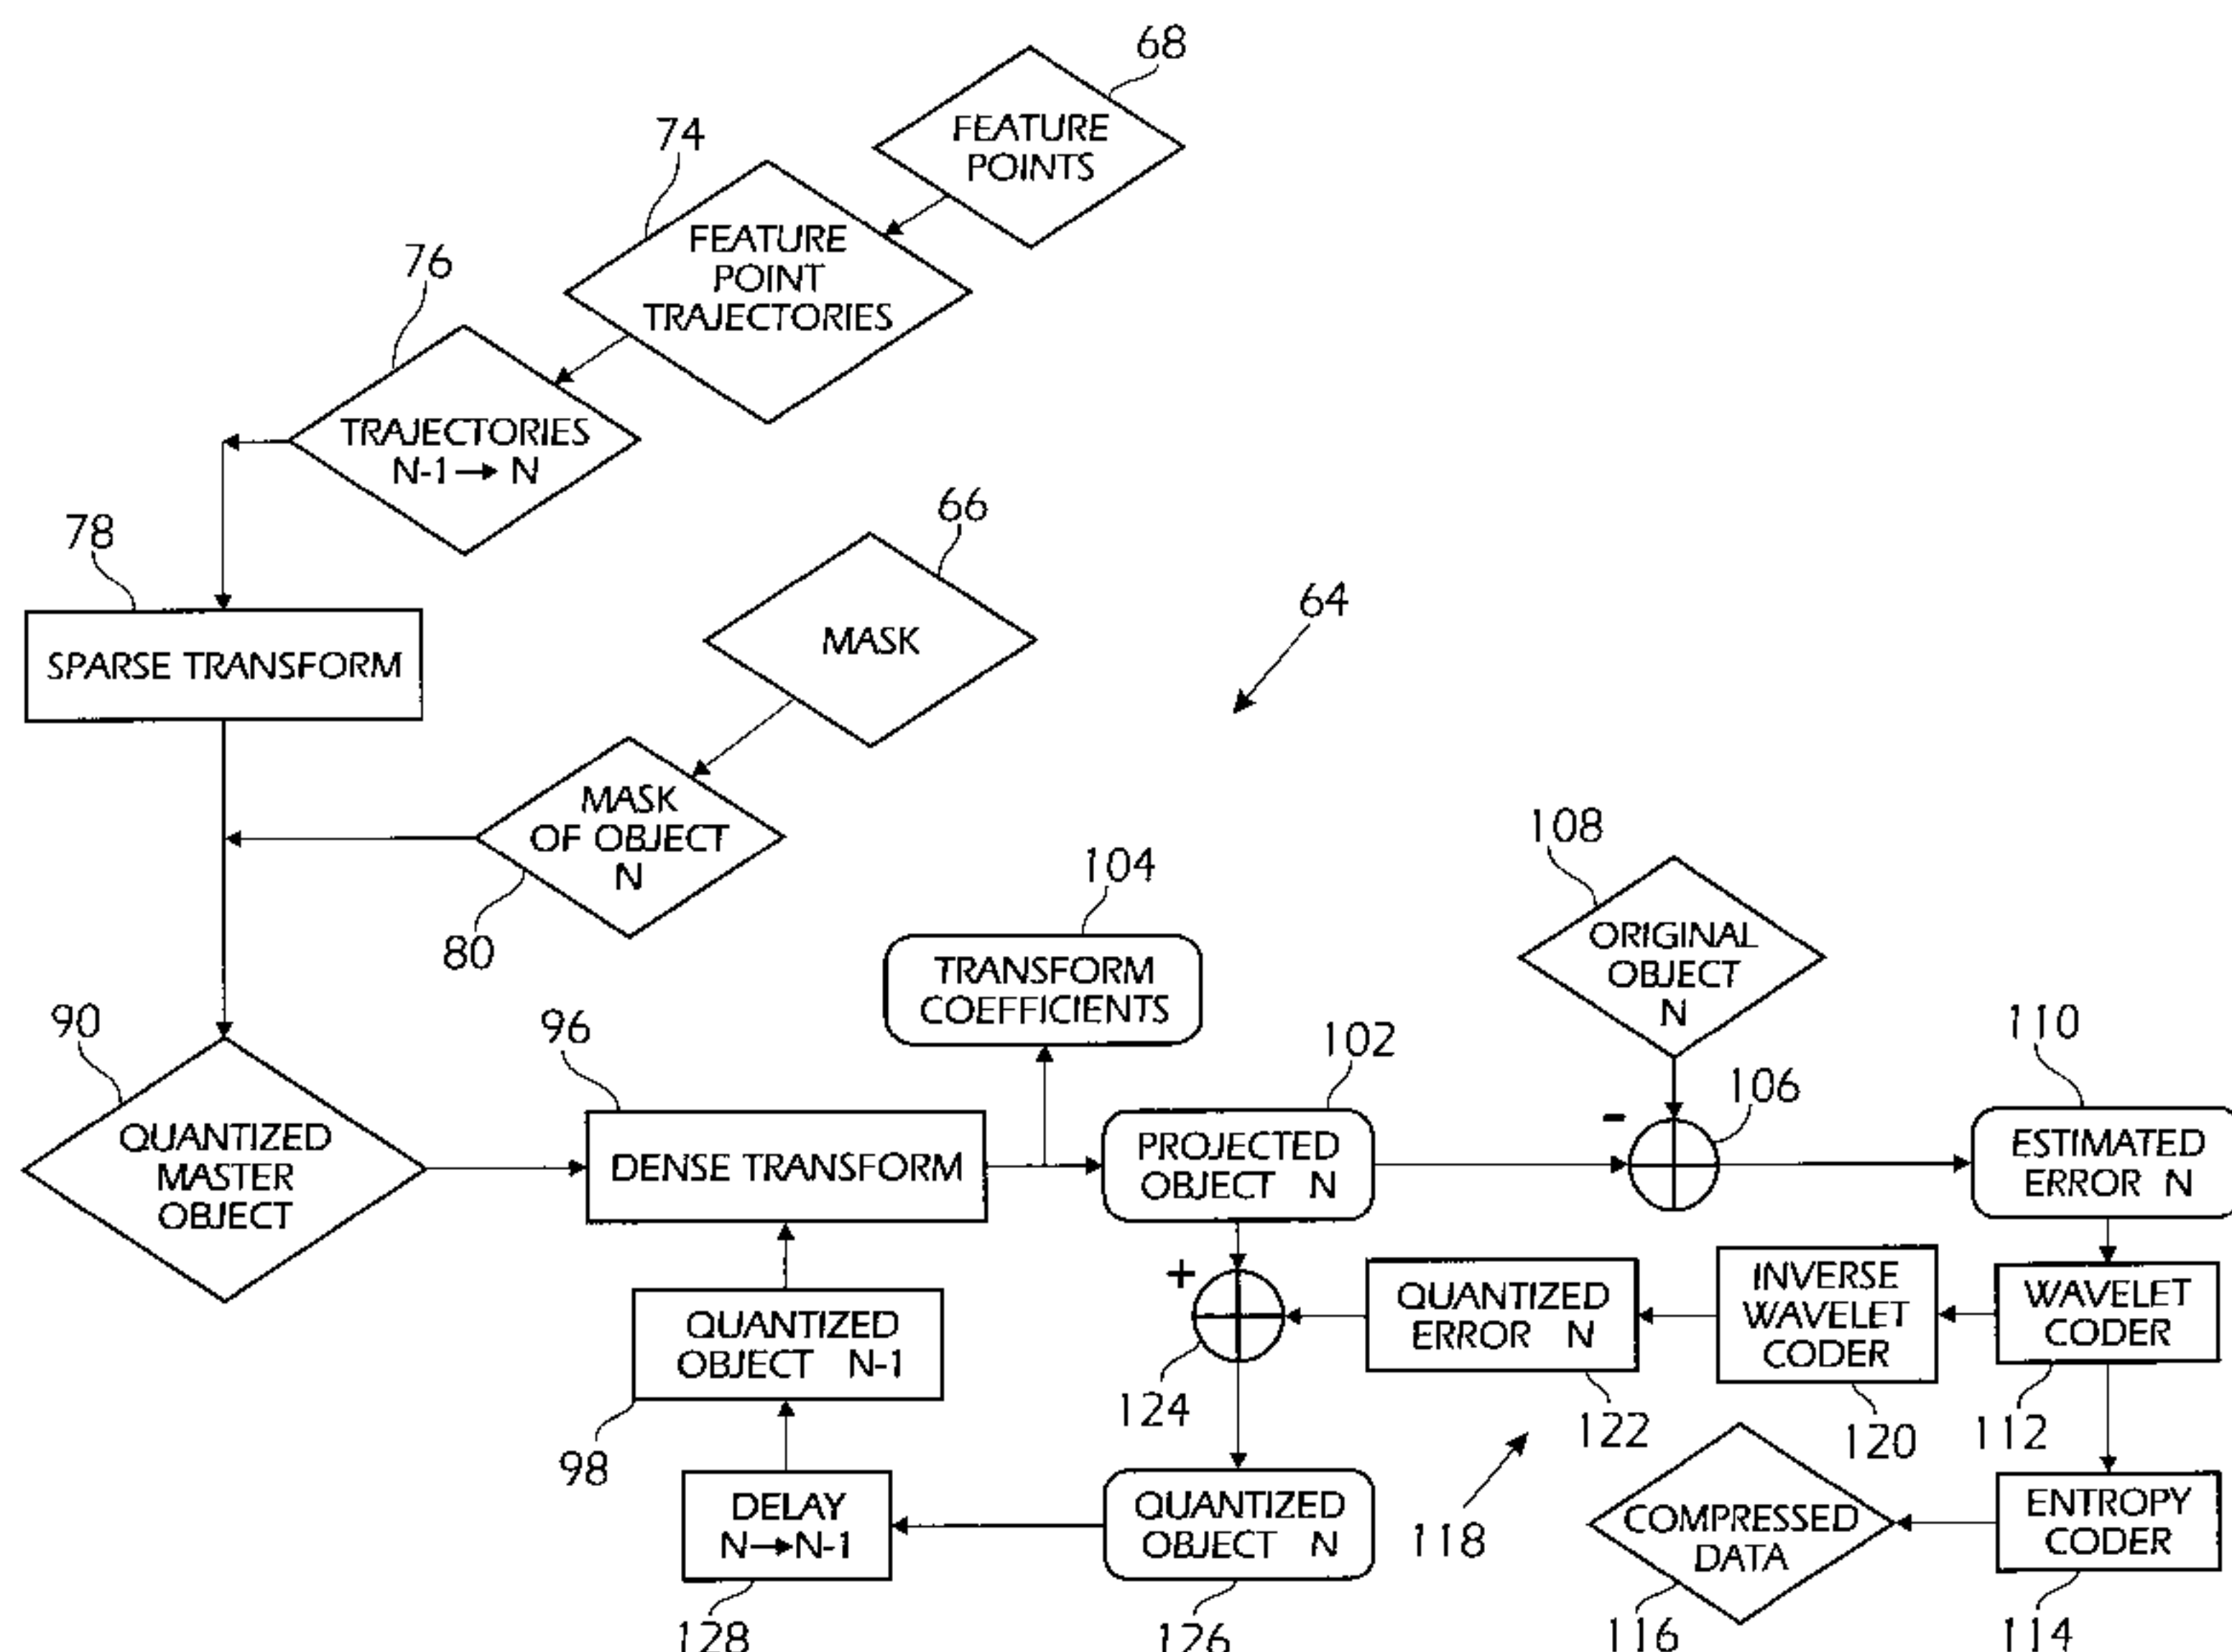 68
FEATURE
POINTS
74
FEATURE
POINT
TRAJECTORIES
76
TRAJECTORIES
N-1 → N
78
SPARSE TRANSFORM
66
MASK
64
MASK
OF OBJECT
N
80
108
ORIGINAL
OBJECT
N
104
TRANSFORM
COEFFICIENTS
90
QUANTIZED
MASTER
OBJECT
96
DENSE TRANSFORM
102
PROJECTED
OBJECT N
-
106
110
ESTIMATED
ERROR N
QUANTIZED
OBJECT N-1
98
+
124
QUANTIZED
ERROR N
122
INVERSE
WAVELET
CODER
120
WAVELET
CODER
112
118
DELAY
N→N-1
128
QUANTIZED
OBJECT N
126
COMPRESSED
DATA
116
ENTROPY
CODER
114